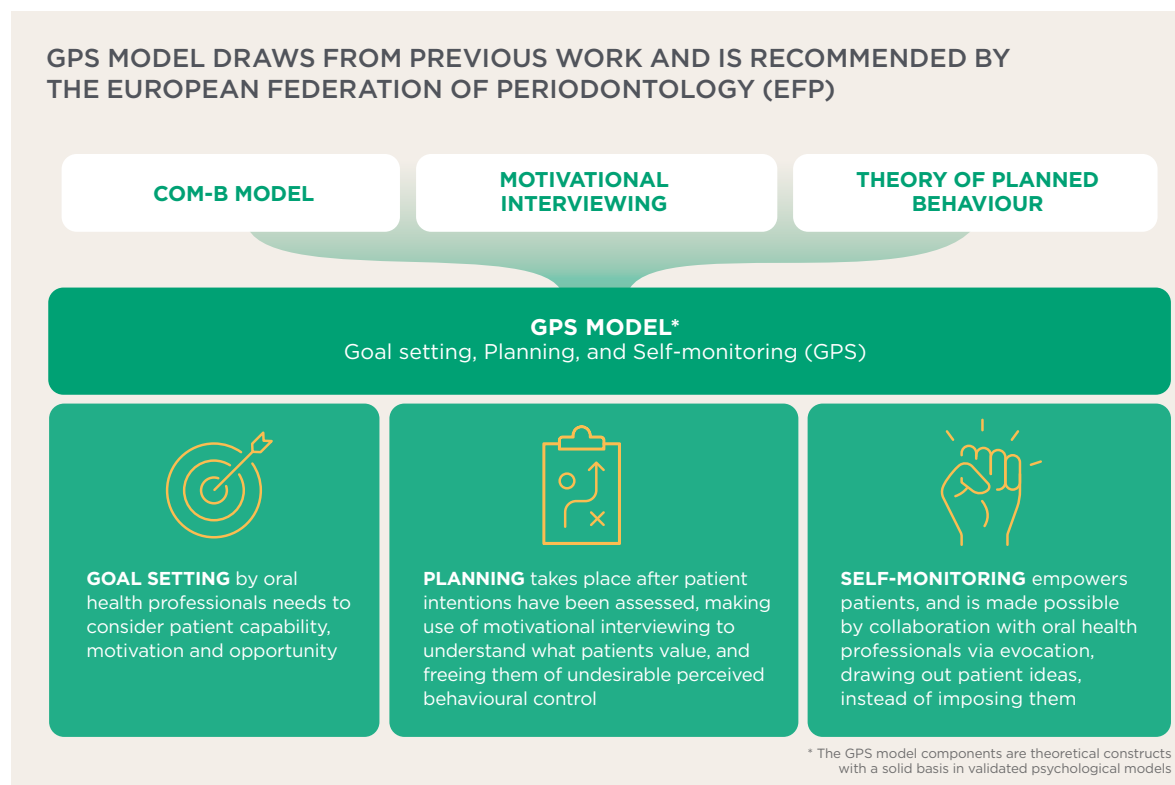 GPS MODEL DRAWS FROM PREVIOUS WORK AND IS RECOMMENDED BY
THE EUROPEAN FEDERATION OF PERIODONTOLOGY (EFP)
COM-B MODEL
MOTIVATIONAL
INTERVIEWING
THEORY OF PLANNED
BEHAVIOUR
GPS MODEL*
Goal setting, Planning, and Self-monitoring (GPS)
GOAL SETTING by oral
health professionals needs to
consider patient capability,
motivation and opportunity
PLANNING takes place after patient
intentions have been assessed, making
use of motivational interviewing to
understand what patients value, and
freeing them of undesirable perceived
behavioural control
SELF-MONITORING empowers
patients, and is made possible
by collaboration with oral health
professionals via evocation,
drawing out patient ideas,
instead of imposing them
* The GPS model components are theoretical constructs
with a solid basis in validated psychological models